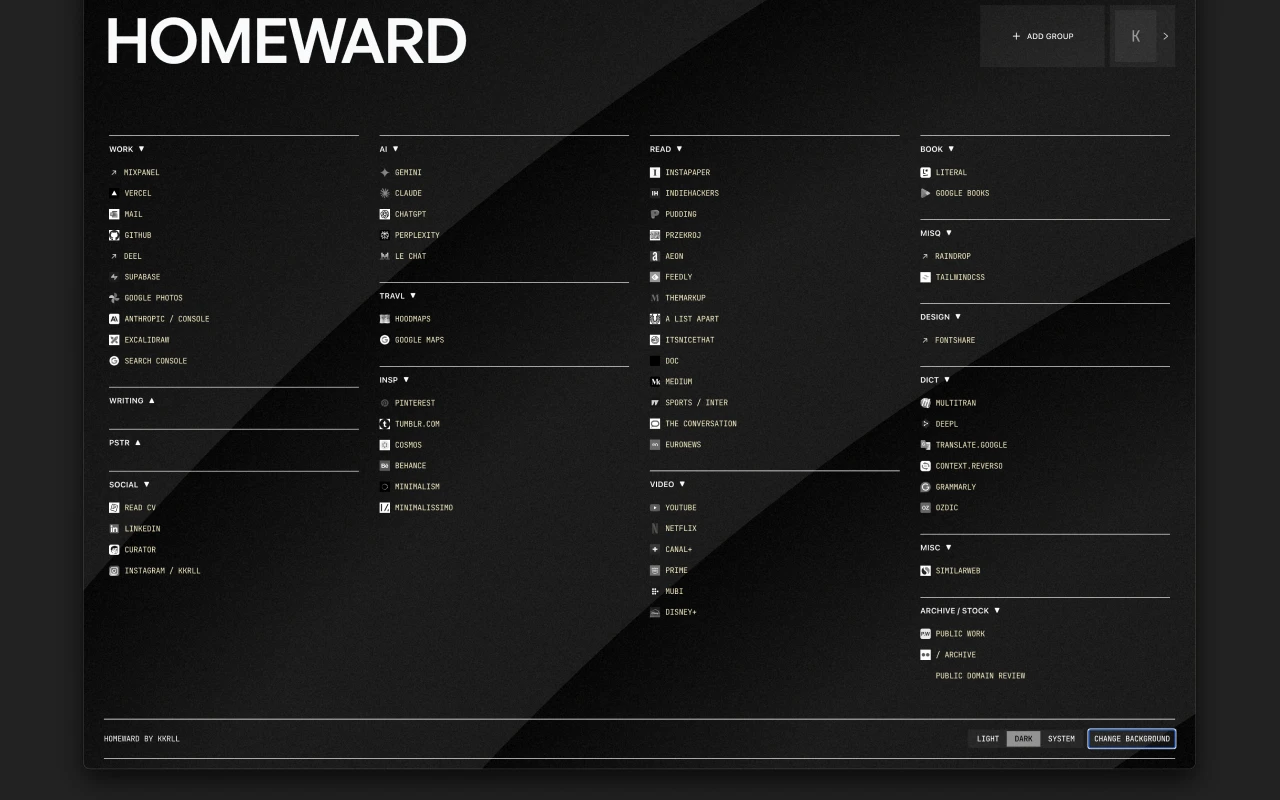 HOMEWARD
+ ADD GROUP
K
WORK ▼
MIXPANEL
VERCEL
MAIL
GITHUB
DEEL
SUPABASE
GOOGLE PHOTOS
ANTHROPIC / CONSOLE
EXCALIDRAW
SEARCH CONSOLE
WRITING ▲
PSTR ▲
SOCIAL ▼
READ CV
LINKEDIN
CURATOR
INSTAGRAM / KKRLL
AI ▼
GEMINI
CLAUDE
CHATGPT
PERPLEXITY
LE CHAT
TRAVL ▼
HOODMAPS
GOOGLE MAPS
INSP ▼
PINTEREST
TUMBLR.COM
COSMOS
BEHANCE
MINIMALISM
MINIMALISSIMO
READ ▼
INSTAPAPER
INDIEHACKERS
PUDDING
PRZEKROJ
AEON
FEEDLY
THEMARKUP
A LIST APART
ITSNICETHAT
DOC
MEDIUM
SPORTS / INTER
THE CONVERSATION
EURONEWS
VIDEO ▼
YOUTUBE
NETFLIX
CANAL+
PRIME
MUBI
DISNEY+
BOOK ▼
LITERAL
GOOGLE BOOKS
MISQ ▼
RAINDROP
TAILWINDCSS
DESIGN ▼
FONTSHARE
DICT ▼
MULTITRAN
DEEPL
TRANSLATE.GOOGLE
CONTEXT.REVERSO
GRAMMARLY
OZDIC
MISC ▼
SIMILARWEB
ARCHIVE / STOCK ▼
PUBLIC WORK
/ ARCHIVE
PUBLIC DOMAIN REVIEW
HOMEWARD BY KKRLL
LIGHT DARK SYSTEM CHANGE BACKGROUND